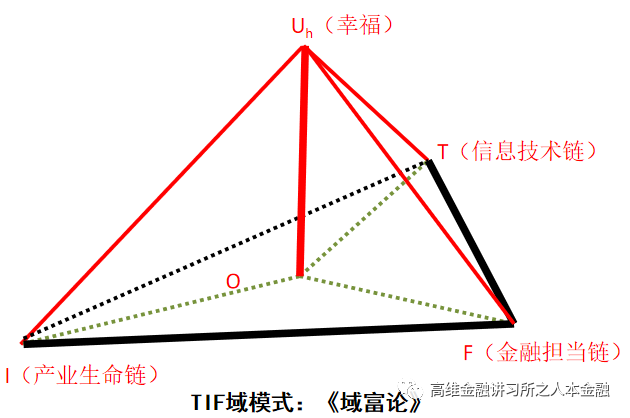 Uh（幸福）
T（信息技术链）
O
F（金融担当链）
I（产业生命链）
高维金融讲习所之人本金融
TIF域模式：《域富论》